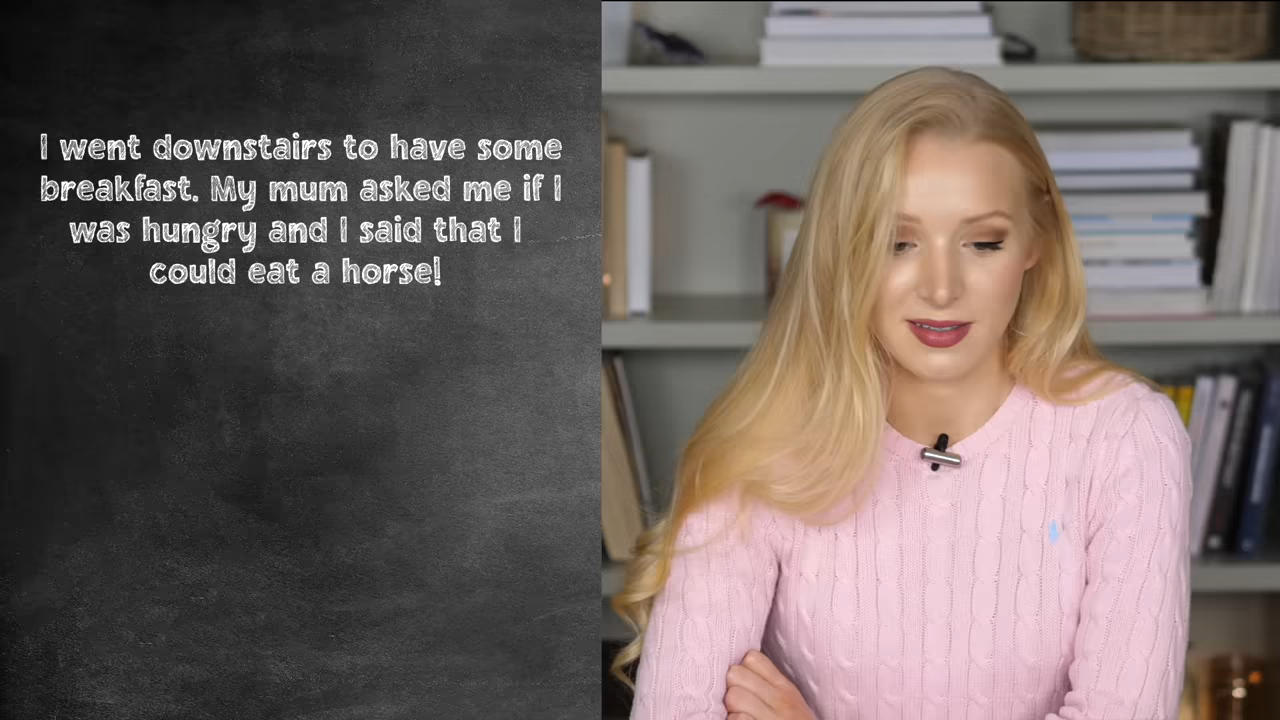 I went downstairs to have some
breakfast. My mum asked me if I
was hungry and I said that I
could eat a horse!